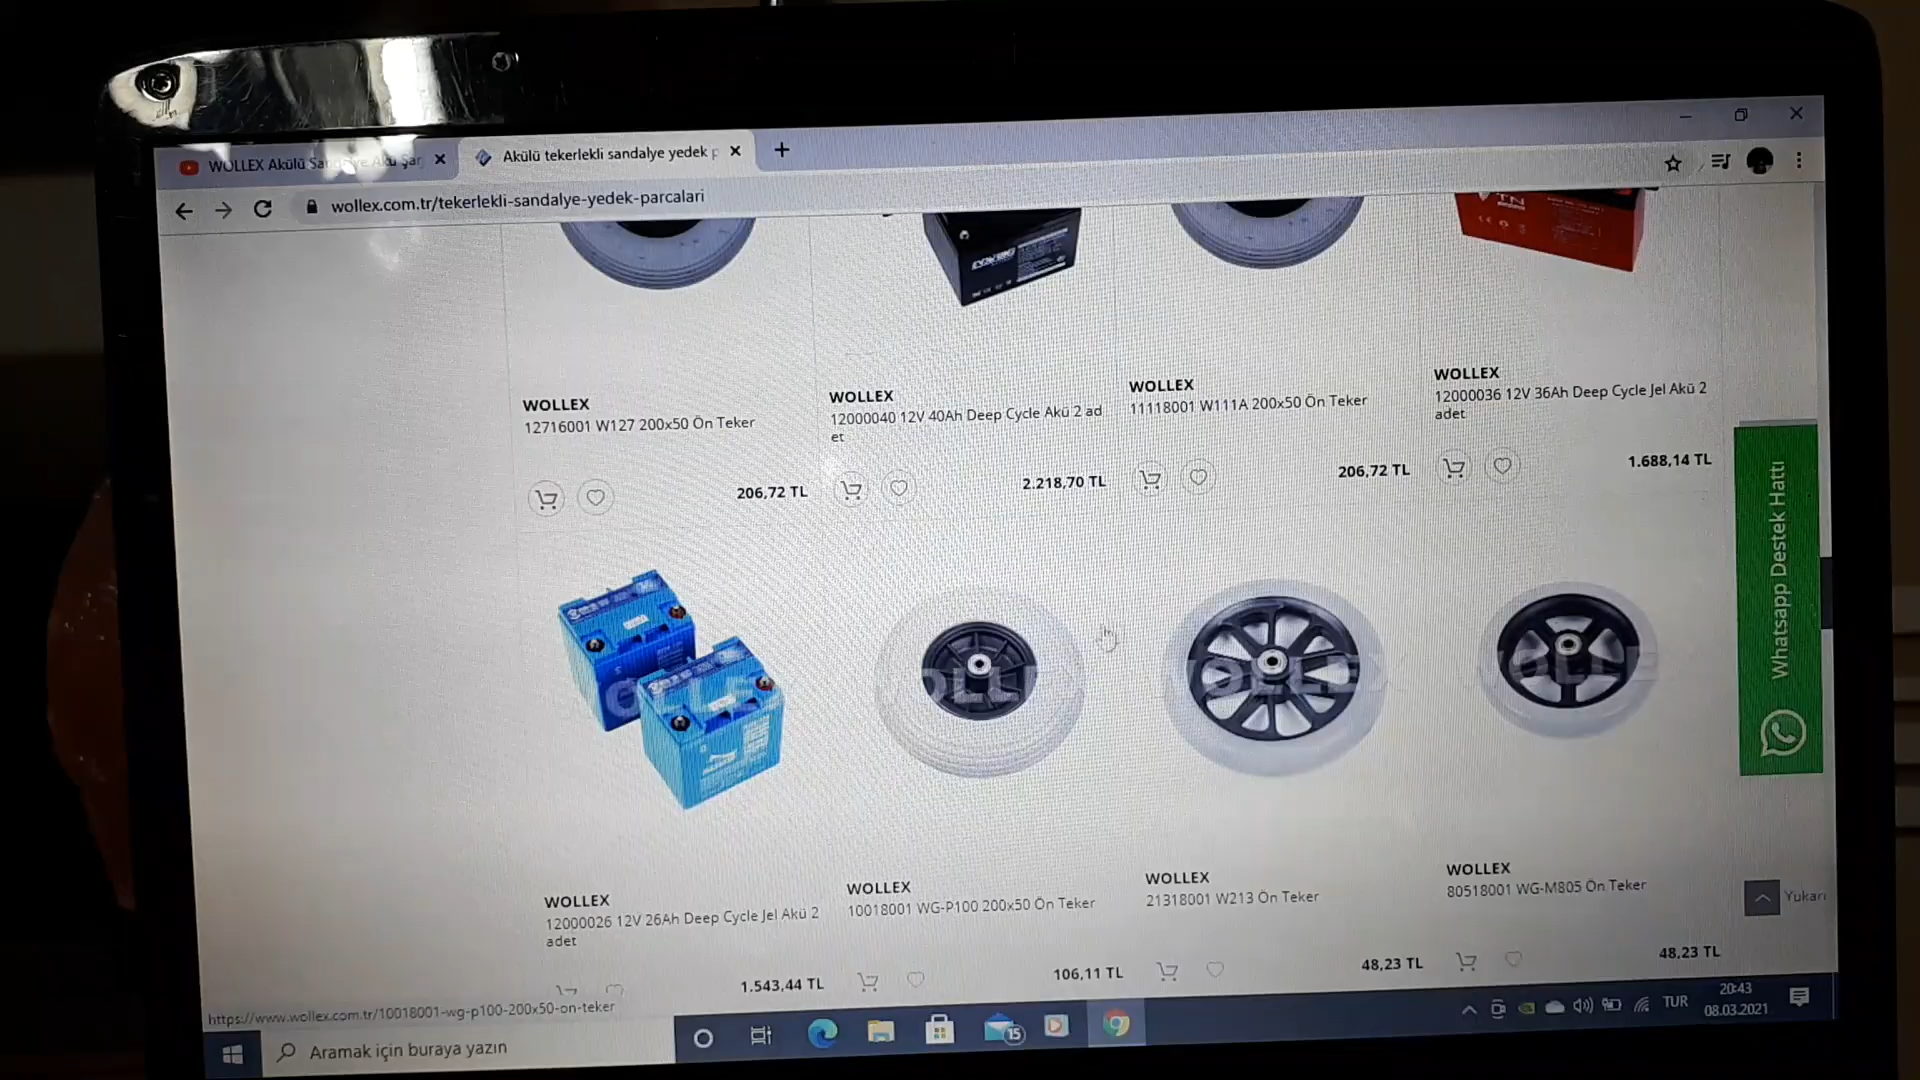 WOLLEX Akülü
Akülü tekerlekli sandalye yedek p
wollex.com.tr/tekerlekli-sandalye-yedek-parcalari
TN
WOLLEX
12716001 W127 200x50 Ön Teker
206,72 TL
WOLLEX
12000040 12V 40Ah Deep Cycle Akü 2 ad
et
2.218,70 TL
WOLLEX
11118001 W111A 200x50 Ön Teker
206,72 TL
WOLLEX
12000036 12V 36Ah Deep Cycle Jel Akü 2
adet
1.688,14 TL
Whatsapp Destek Hattı
WOLLEX
12000026 12V 26Ah Deep Cycle Jel Akü 2
adet
1.543,44 TL
WOLLEX
10018001 WG-P100 200x50 Ön Teker
106,11 TL
WOLLEX
21318001 W213 Ön Teker
48,23 TL
WOLLEX
80518001 WG-M805 Ön Teker
48,23 TL
Yukarı
https://www.wollex.com.tr/10018001-wg-p100-200x50-on-teker
Aramak için buraya yazın
15
TUR
20:43
08.03.2021